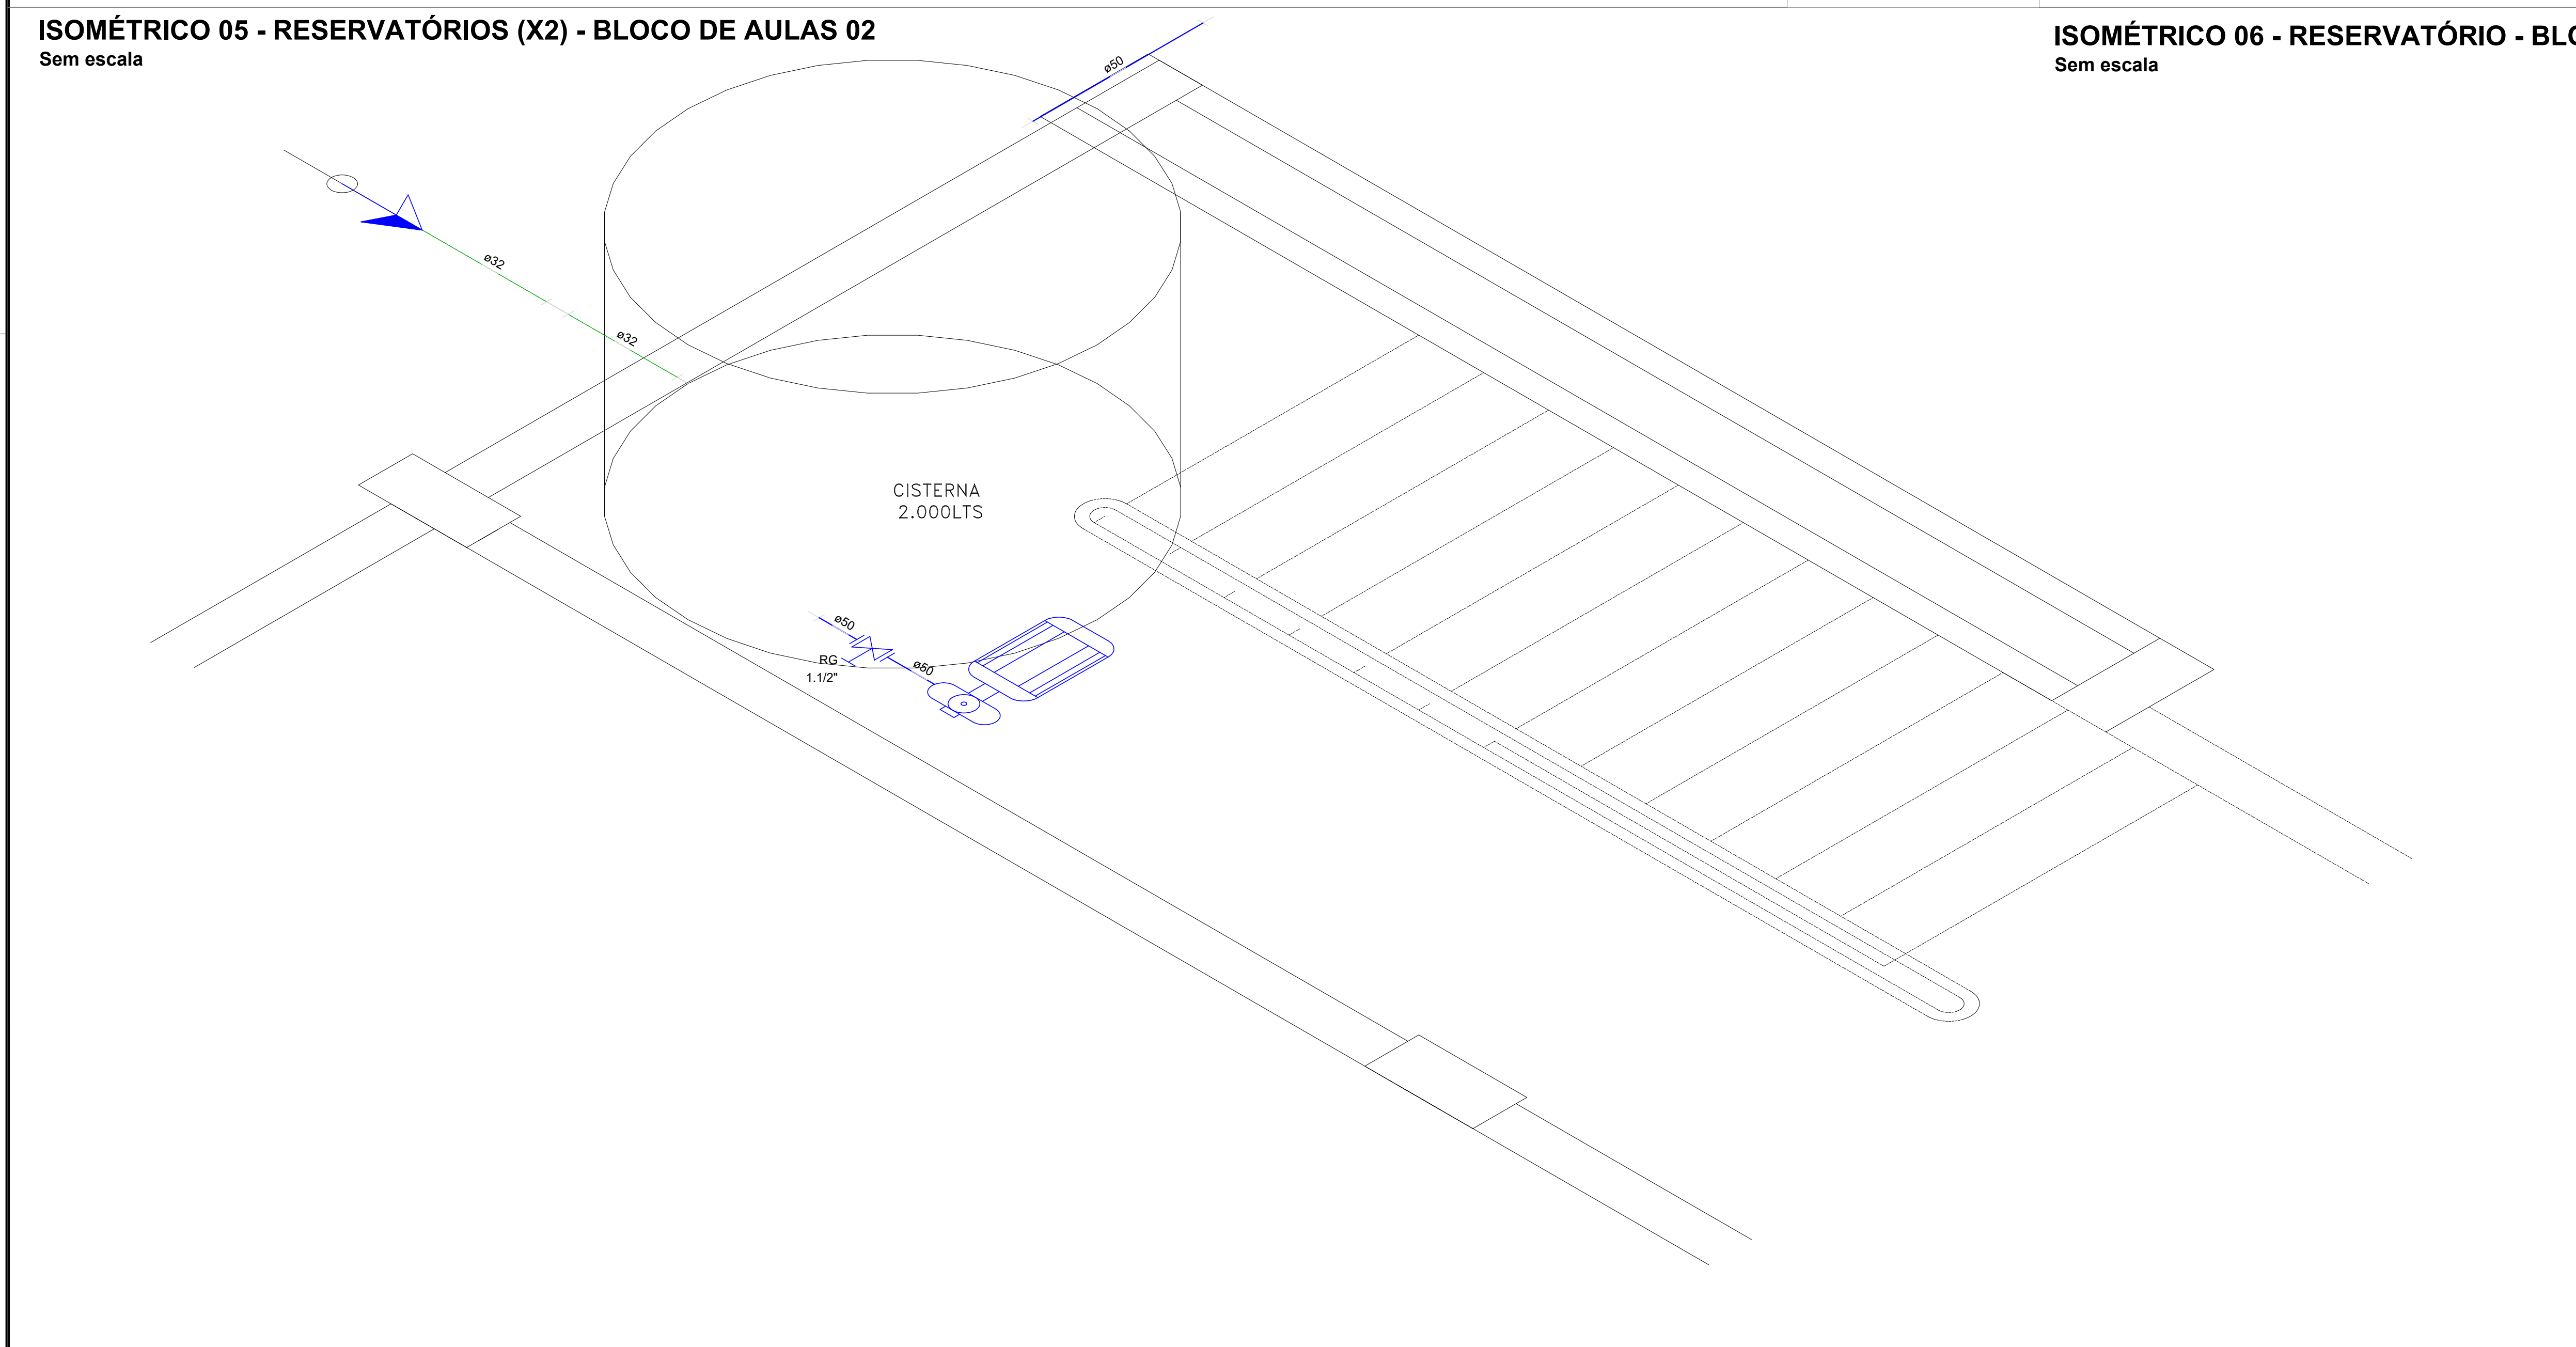 ISOMÉTRICO 05 - RESERVATÓRIOS (X2) - BLOCO DE AULAS 02
Sem escala
ISOMÉTRICO 06 - RESERVATÓRIO -
Sem escala
ø50
ø32
ø32
CISTERNA
2.000LTS
ø50
RG
1.1/2"
ø50